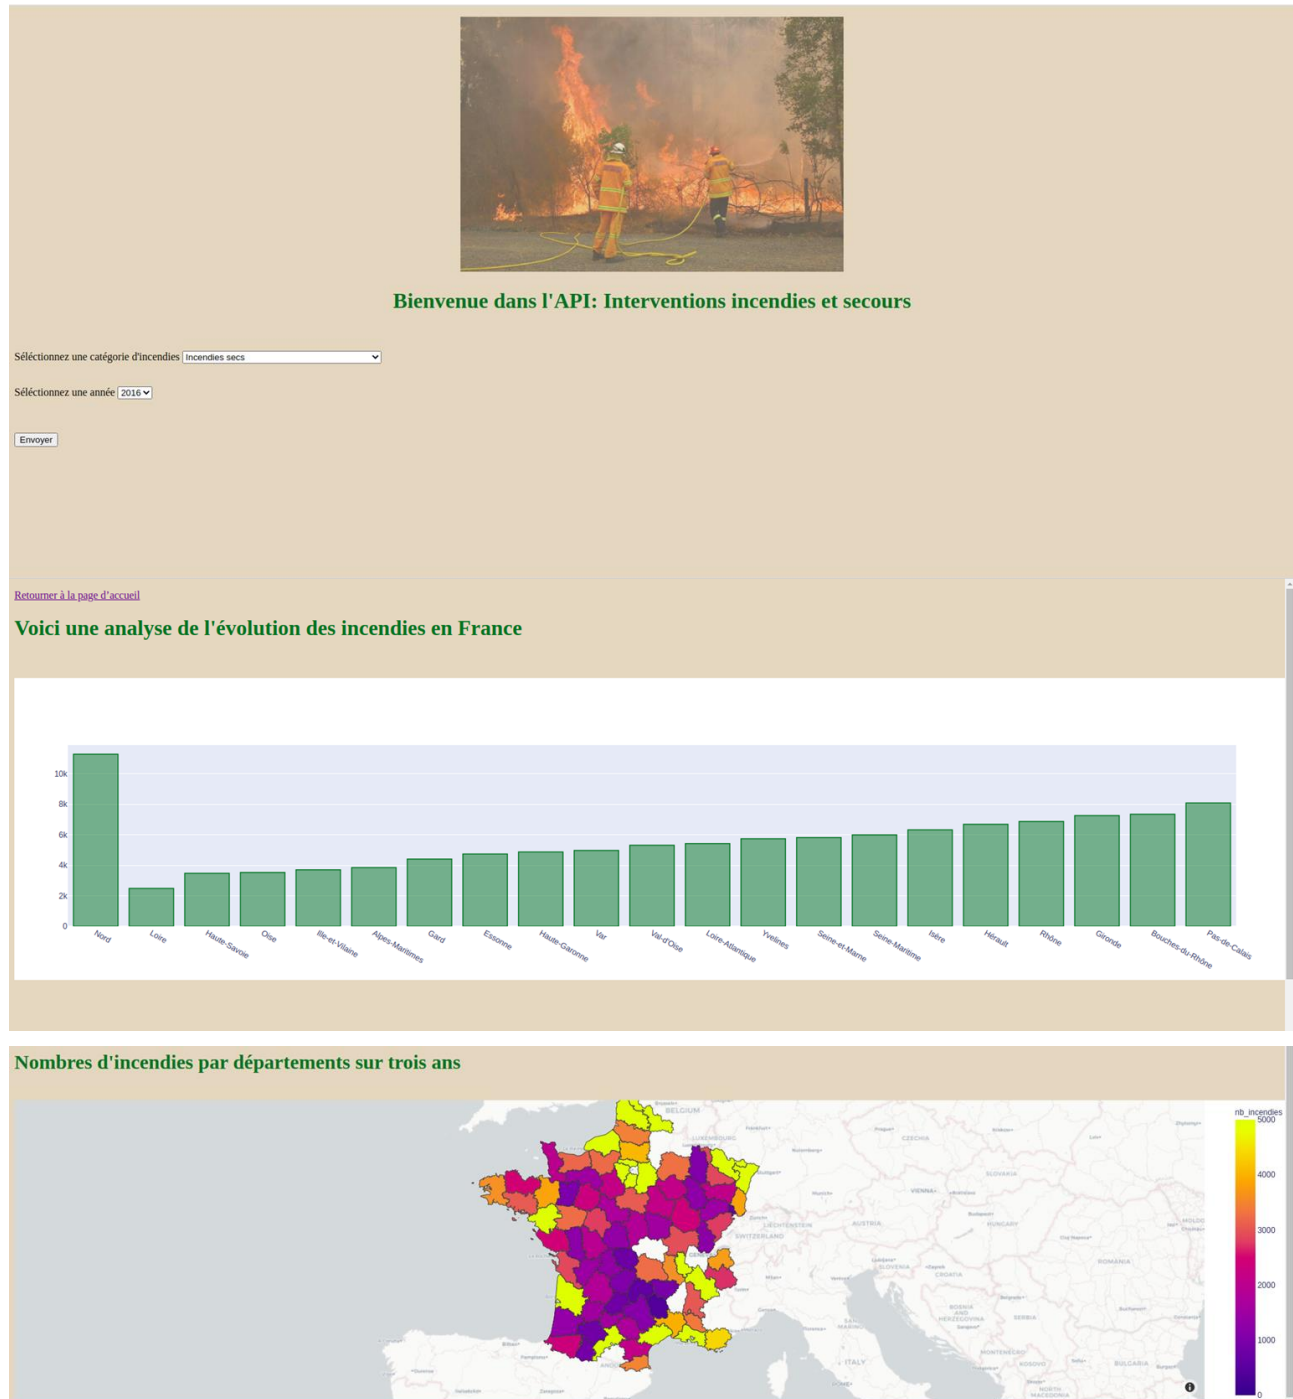 Bienvenue dans l'API: Interventions incendies et secours
Séléctionnez une catégorie d'incendies Incendies secs
Séléctionnez une année 2016
Envoyer
Retourner à la page d’accueil
Voici une analyse de l'évolution des incendies en France
10k
8k
6k
4k
2k
0
Nord
Loire
Haute-Savoie
Oise
Ille-et-Vilaine
Alpes-Maritimes
Gard
Essonne
Haute-Garonne
Var
Val-d'Oise
Loire-Atlantique
Yvelines
Seine-et-Marne
Seine-Maritime
Isère
Hérault
Rhône
Gironde
Bouches-du-Rhône
Pas-de-Calais
Nombres d'incendies par départements sur trois ans
nb_incendies
5000
4000
3000
2000
1000
0
BELGIUM
LUXEMBOURG
CZECHIA
SLOVAKIA
VIENNA
LIECHTENSTEIN
AUSTRIA
HUNGARY
SWITZERLAND
ROMANIA
SLOVENIA
CROATIA
BOSNIA
AND
HERZEGOVINA
SERBIA
ITALY
MONTENEGRO
KOSOVO
BULGARIA
NORTH
MACEDONIA